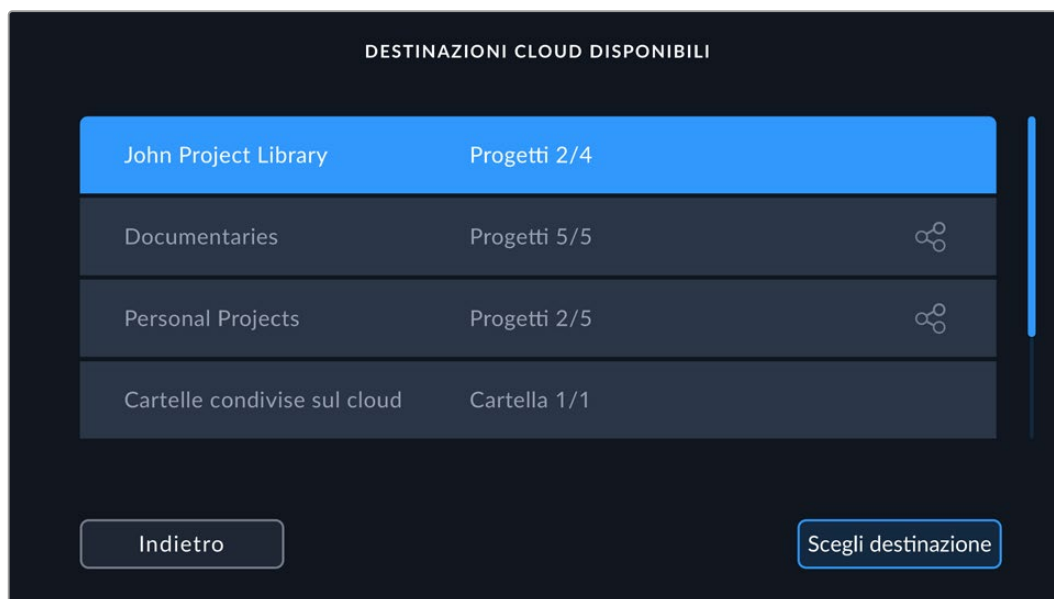 DESTINAZIONI CLOUD DISPONIBILI
John Project Library Progetti 2/4
Documentaries Progetti 5/5
Personal Projects Progetti 2/5
Cartelle condivise sul cloud Cartella 1/1
Indietro Scegli destinazione